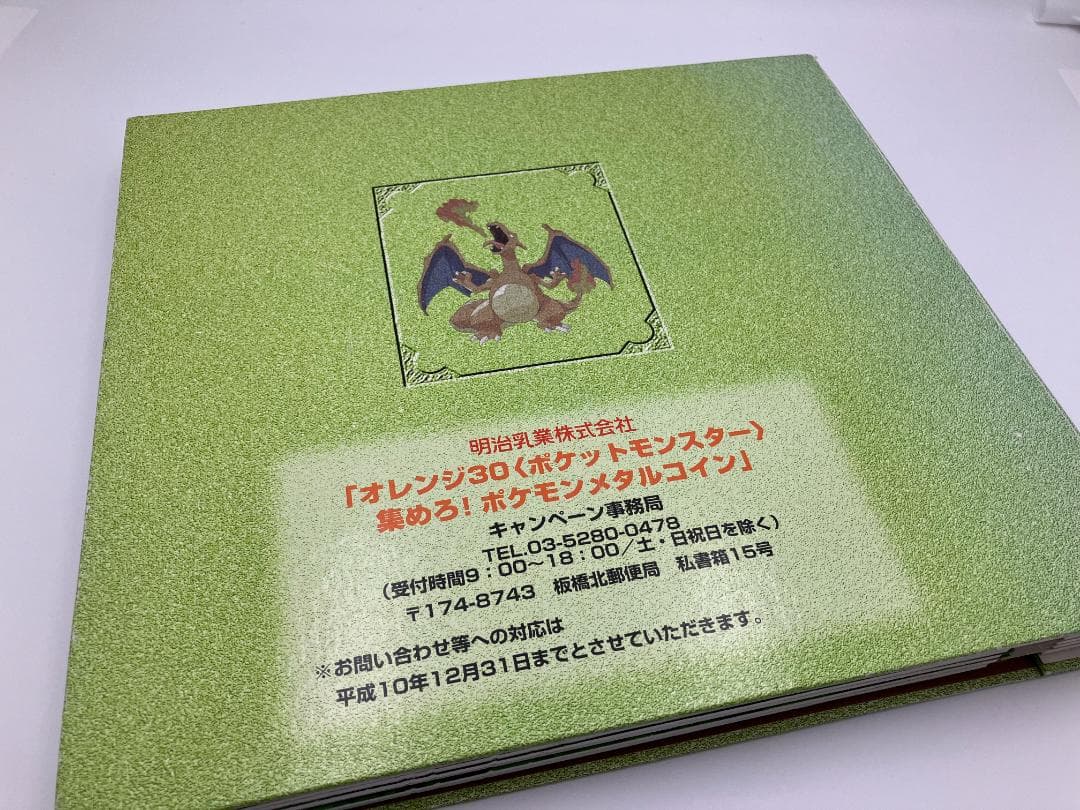 明治乳業株式会社
「オレンジ30〈ポケットモンスター〉
集めろ！ポケモンメタルコイン」
キャンペーン事務局
TEL.03-5280-0478
（受付時間9：00〜18：00／土・日祝日を除く）
〒174-8743　板橋北郵便局　私書箱15号
※お問い合わせ等への対応は
平成10年12月31日までとさせていただきます。